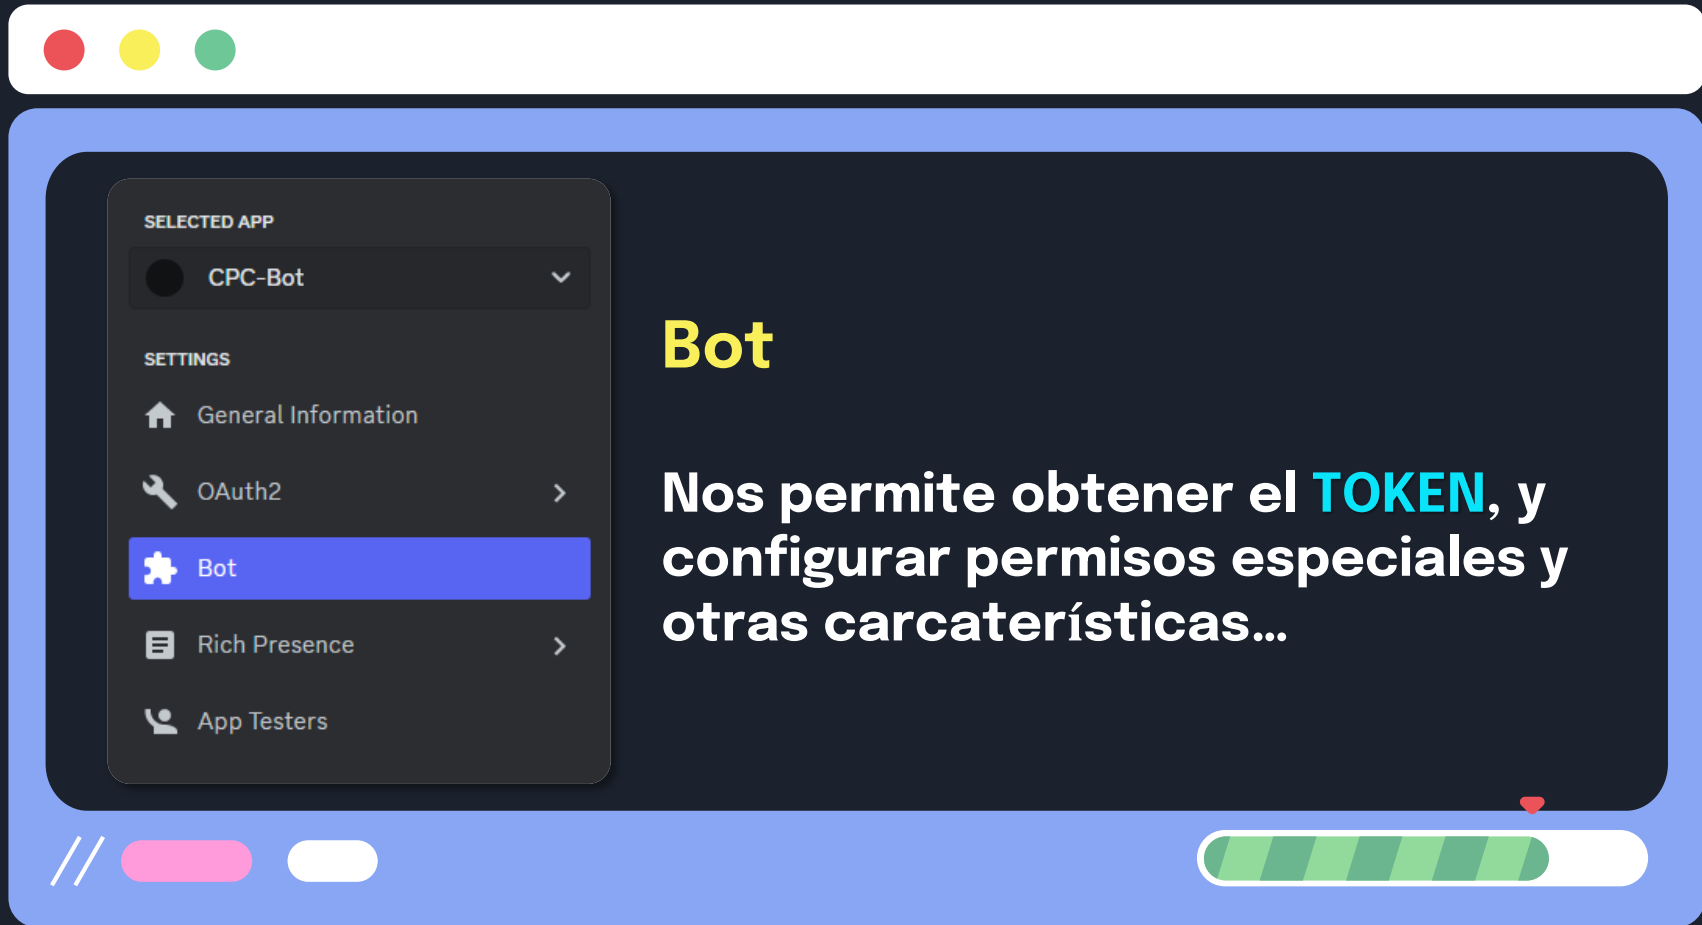 SELECTED APP
CPC-Bot
SETTINGS
General Information
OAuth2
Bot
Rich Presence
App Testers
Bot
Nos permite obtener el TOKEN, y
configurar permisos especiales y
otras carcaterísticas...